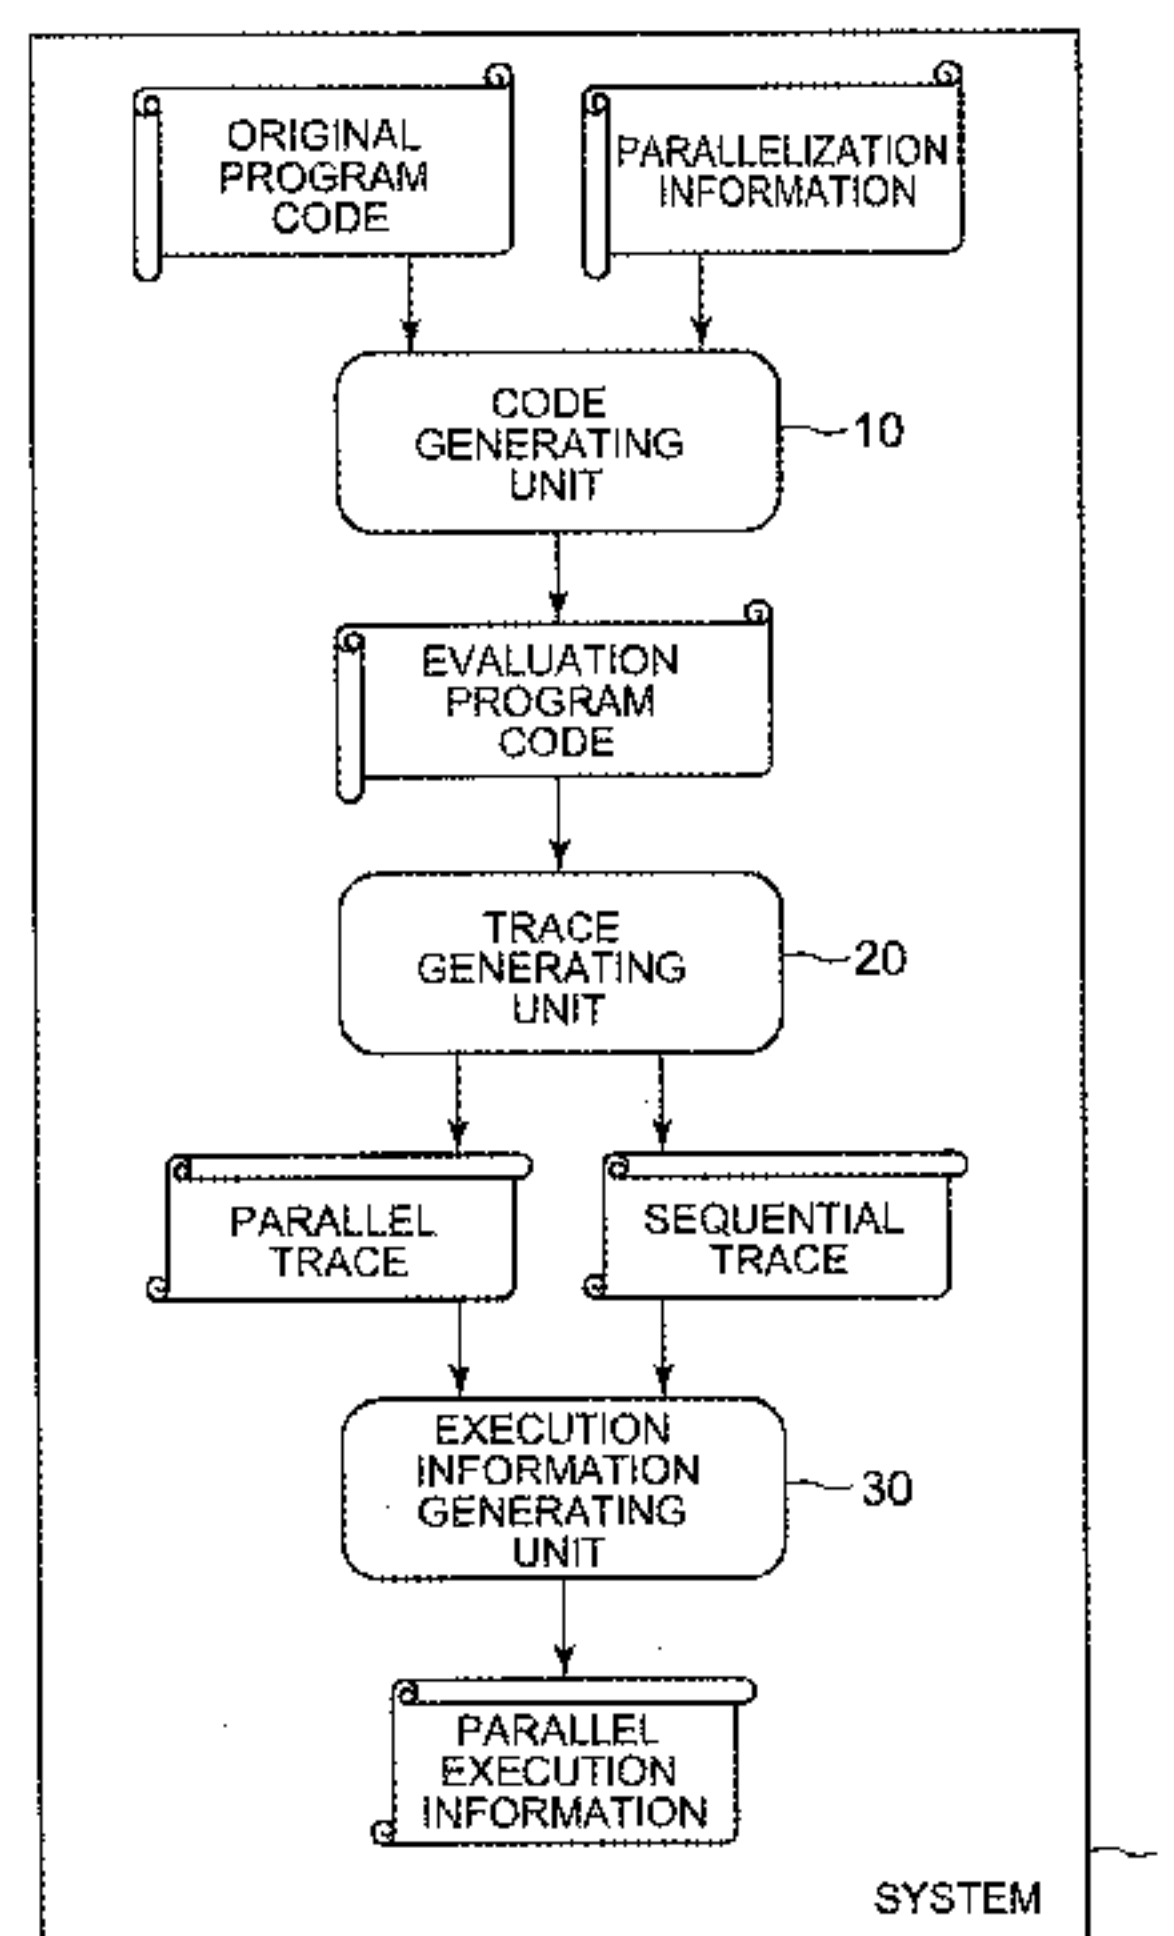 ORIGINAL
PROGRAM
CODE
PARALLELIZATION
INFORMATION
CODE
GENERATING
UNIT
10
EVALUATION
PROGRAM
CODE
TRACE
GENERATING
UNIT
20
PARALLEL
TRACE
SEQUENTIAL
TRACE
EXECUTION
INFORMATION
GENERATING
UNIT
30
PARALLEL
EXECUTION
INFORMATION
SYSTEM